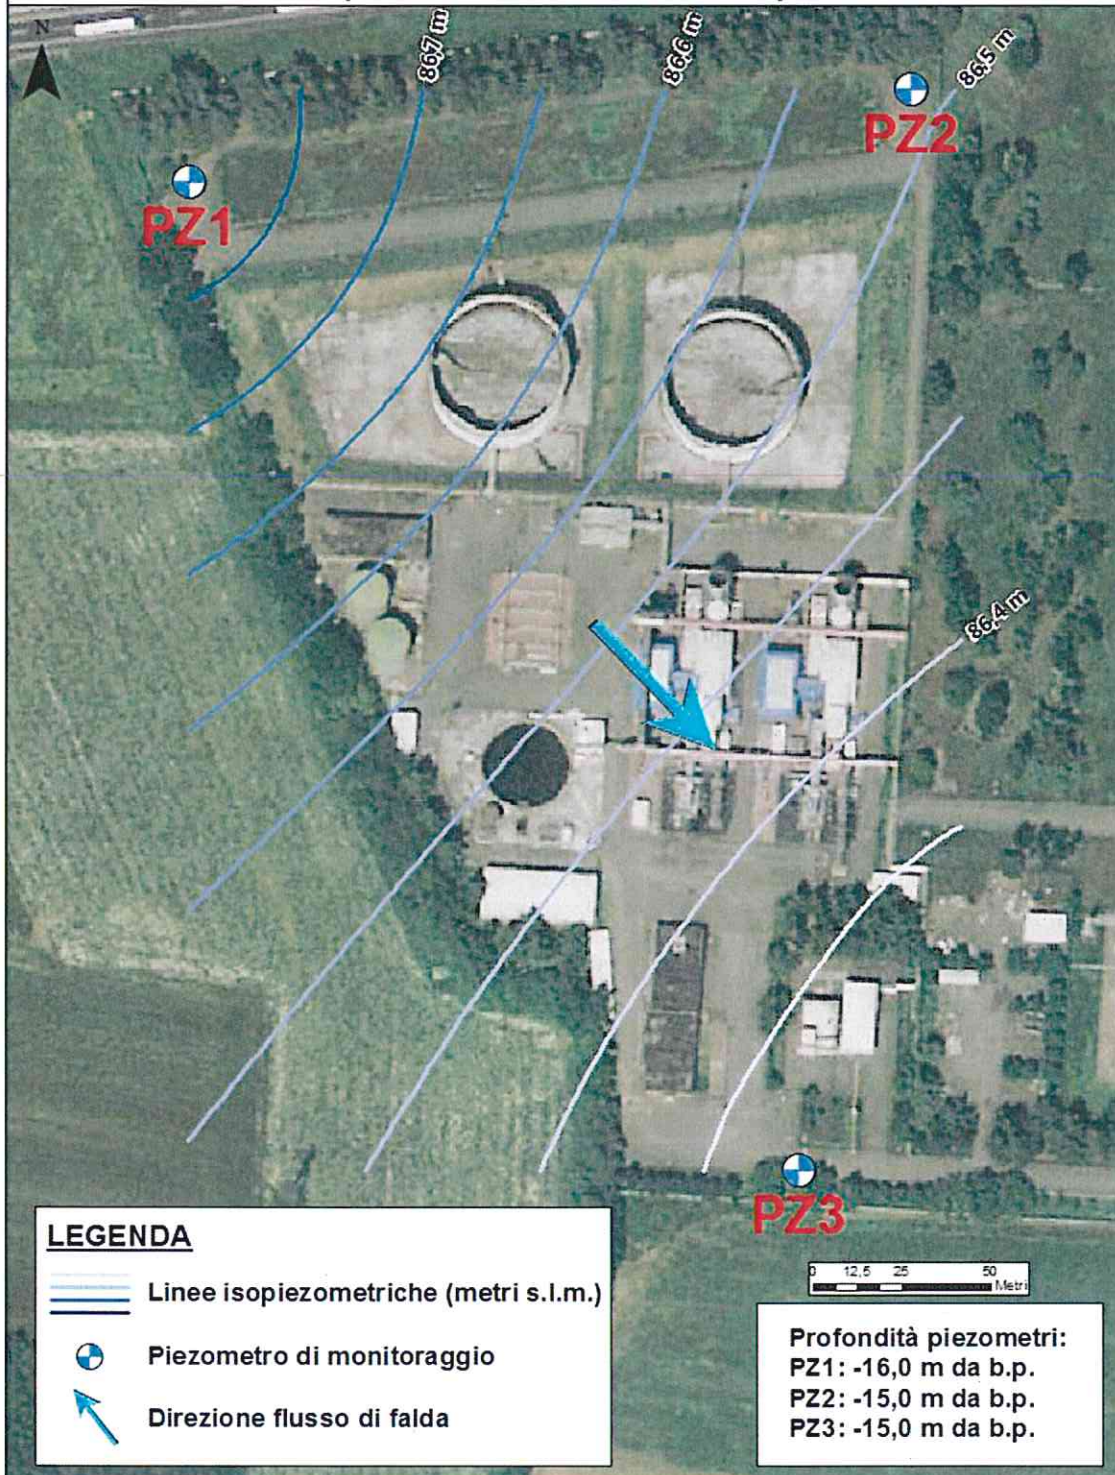 N
86,7 m
86,6 m
86,5 m
PZ2
PZ1
86,4 m
PZ3
LEGENDA
Linee isopiezometriche (metri s.l.m.)
Piezometro di monitoraggio
Direzione flusso di falda
0 12,5 25 50
Metri
Profondità piezometri:
PZ1: -16,0 m da b.p.
PZ2: -15,0 m da b.p.
PZ3: -15,0 m da b.p.